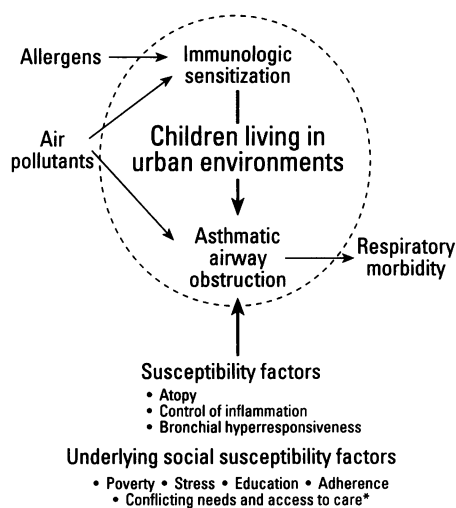 Allergens
Immunologic
sensitization
Air
pollutants
Children living in
urban environments
Asthmatic
airway
obstruction
Respiratory
morbidity
Susceptibility factors
• Atopy
• Control of inflammation
• Bronchial hyperresponsiveness
Underlying social susceptibility factors
• Poverty • Stress • Education • Adherence
• Conflicting needs and access to care*